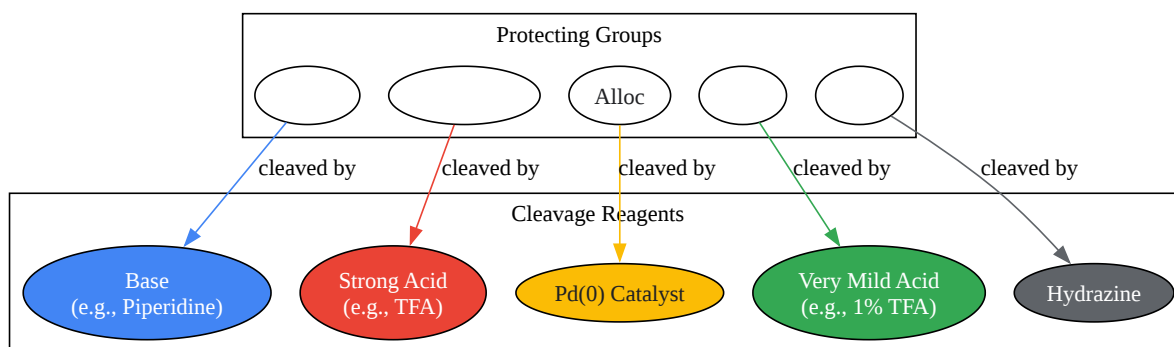 Protecting Groups
Alloc
cleaved by
cleaved by
cleaved by
cleaved by
cleaved by
Cleavage Reagents
Base
(e.g., Piperidine)
Strong Acid
(e.g., TFA)
Pd(0) Catalyst
Very Mild Acid
(e.g., 1% TFA)
Hydrazine